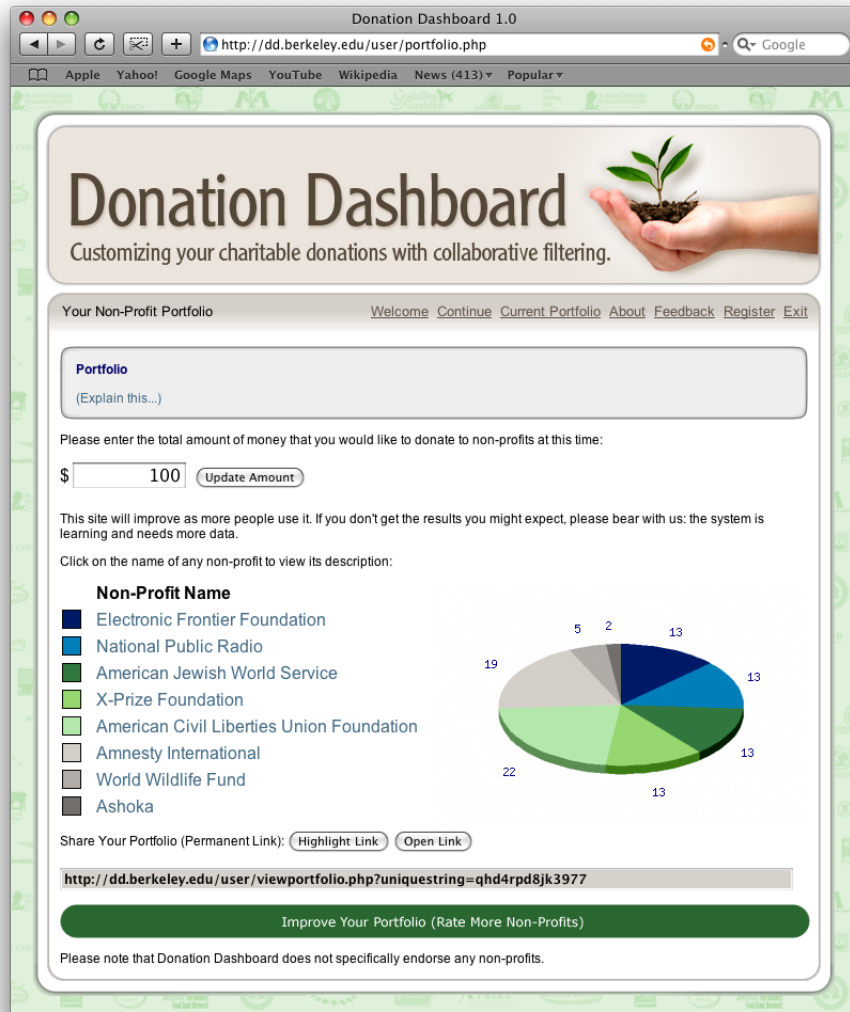 Donation Dashboard 1.0
http://dd.berkeley.edu/user/portfolio.php
Google
Apple Yahoo! Google Maps YouTube Wikipedia News (413)▾ Popular▾
Donation Dashboard
Customizing your charitable donations with collaborative filtering.
Your Non-Profit Portfolio Welcome Continue Current Portfolio About Feedback Register Exit
Portfolio
(Explain this...)
Please enter the total amount of money that you would like to donate to non-profits at this time:
$ 100 Update Amount
This site will improve as more people use it. If you don't get the results you might expect, please bear with us: the system is
learning and needs more data.
Click on the name of any non-profit to view its description:
Non-Profit Name
Electronic Frontier Foundation
National Public Radio
American Jewish World Service
X-Prize Foundation
American Civil Liberties Union Foundation
Amnesty International
World Wildlife Fund
Ashoka
5 2 13
19 13
13
22
13
Share Your Portfolio (Permanent Link): Highlight Link Open Link
http://dd.berkeley.edu/user/viewportfolio.php?uniquestring=qhd4rpd8jk3977
Improve Your Portfolio (Rate More Non-Profits)
Please note that Donation Dashboard does not specifically endorse any non-profits.